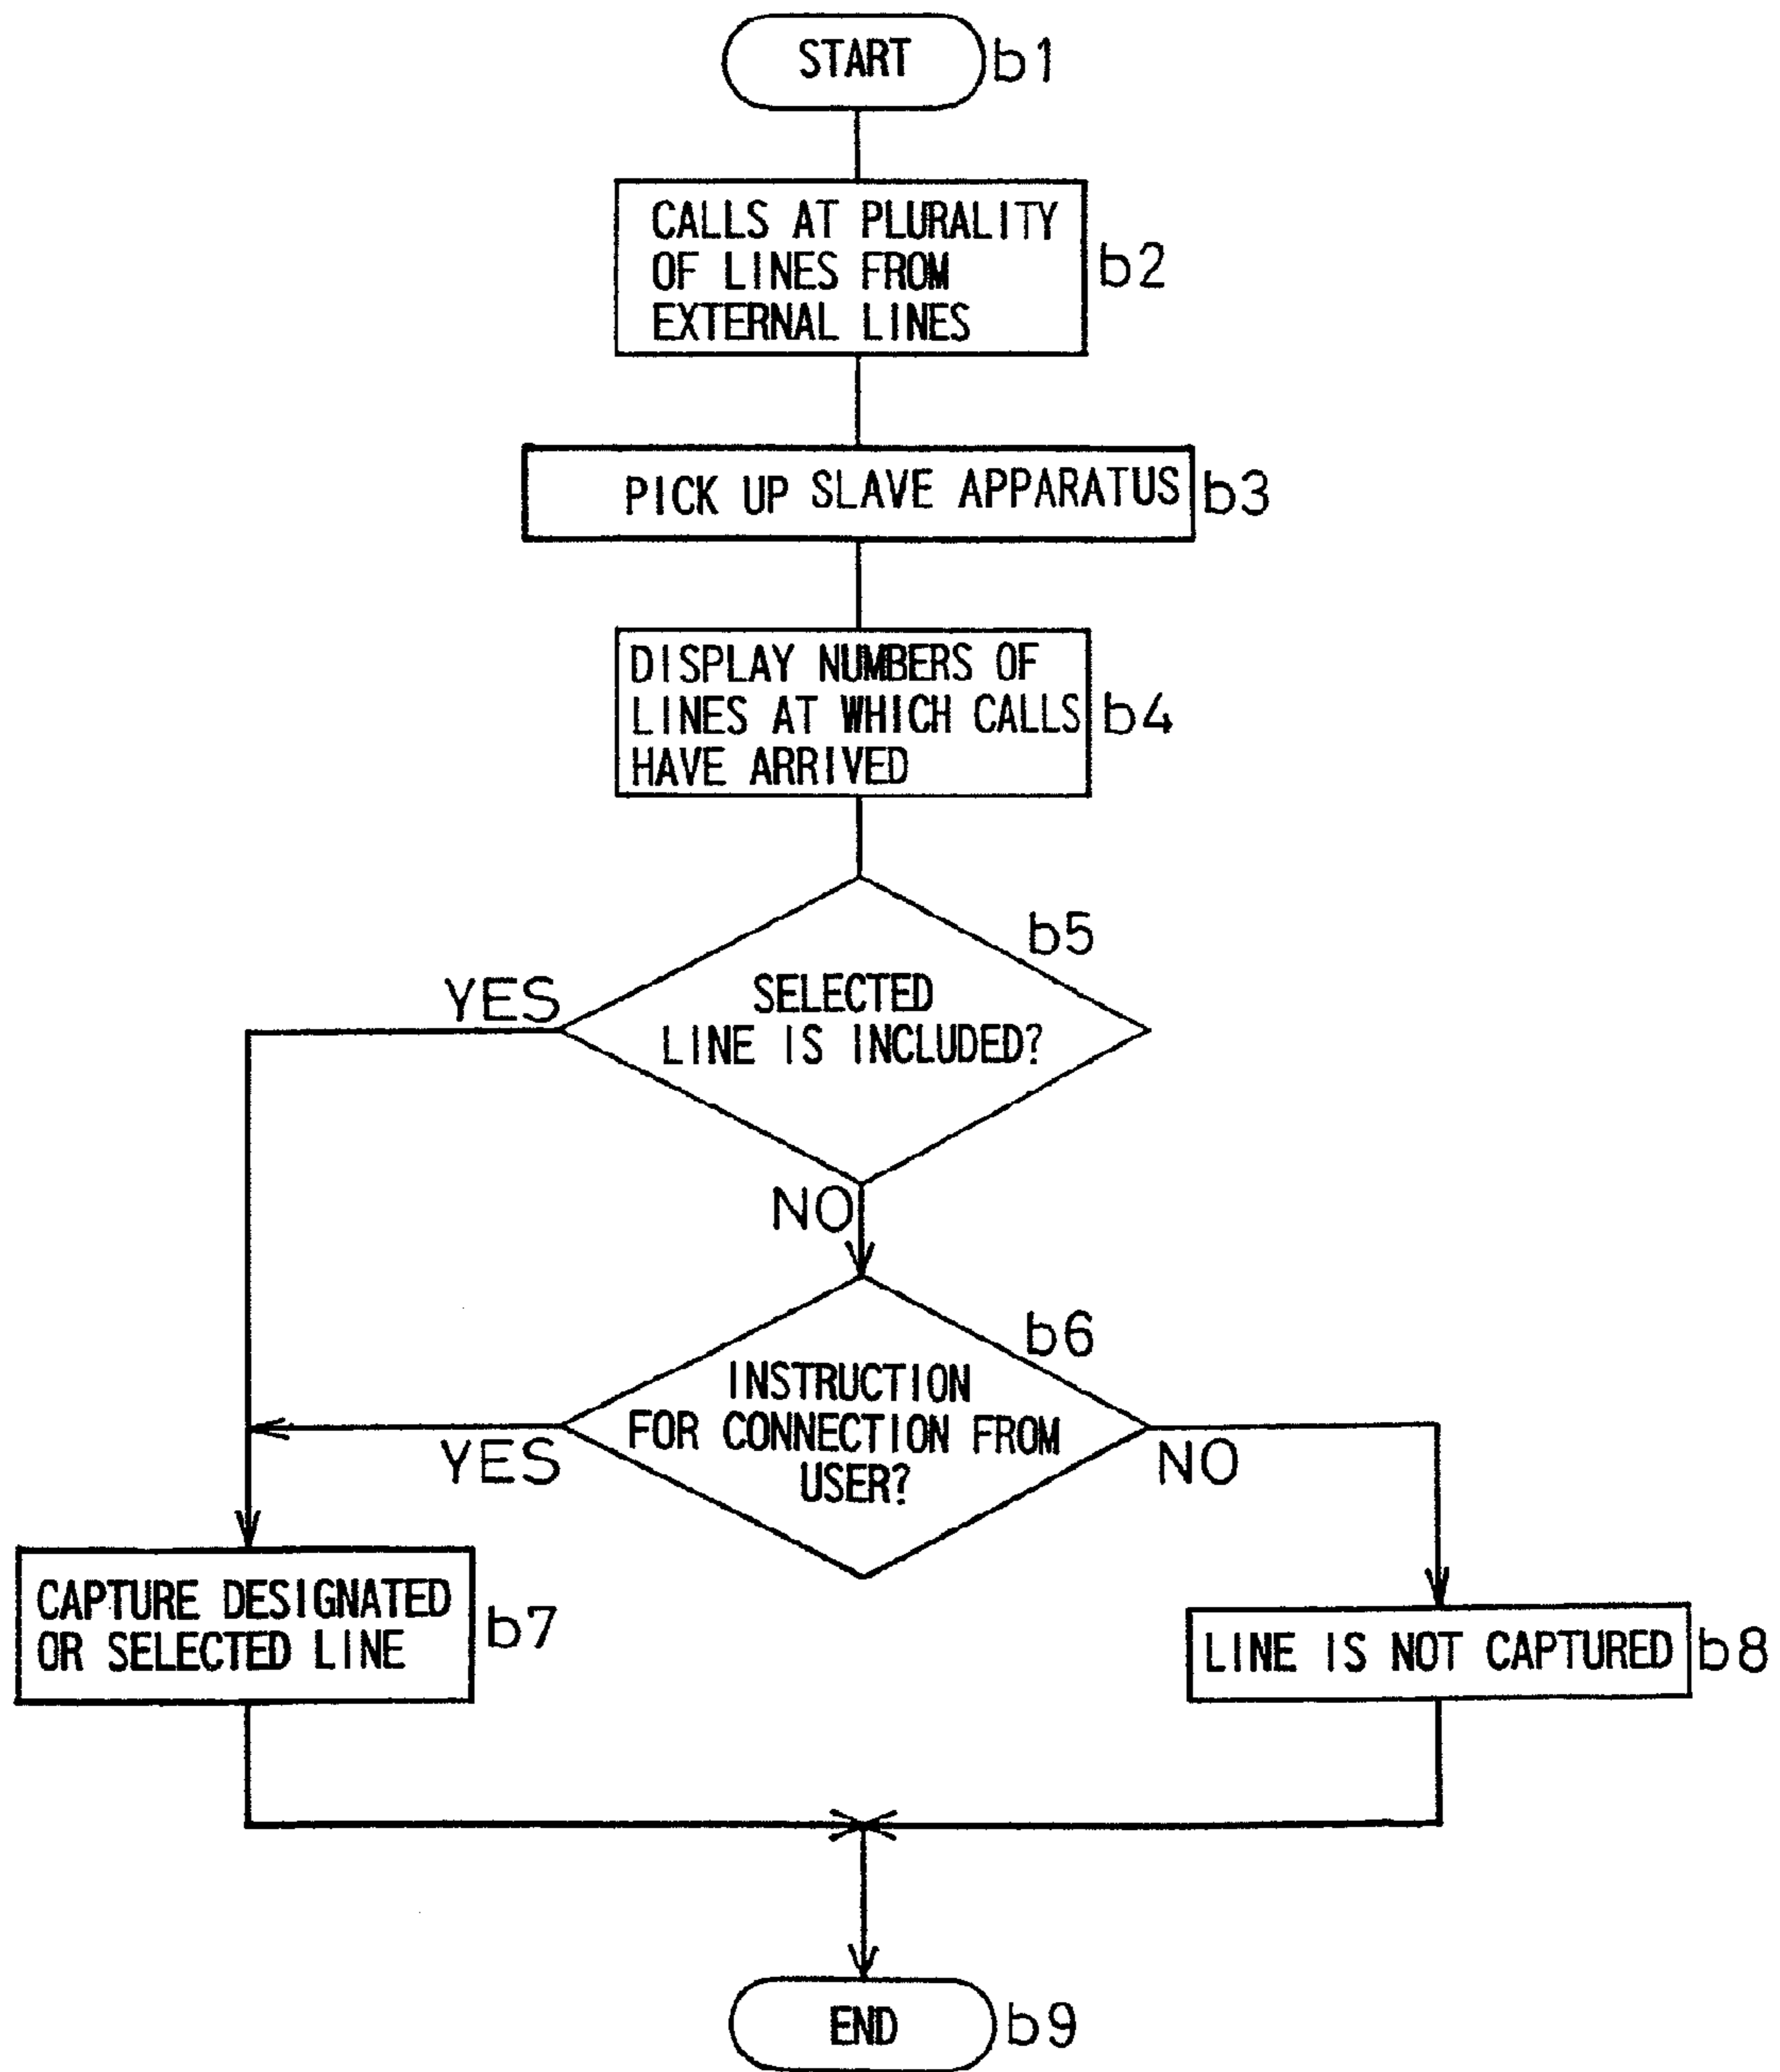 START b1
CALLS AT PLURALITY
OF LINES FROM
EXTERNAL LINES
b2
PICK UP SLAVE APPARATUS b3
DISPLAY NUMBERS OF
LINES AT WHICH CALLS
HAVE ARRIVED
b4
b5
YES
SELECTED
LINE IS INCLUDED?
NO
b6
INSTRUCTION
FOR CONNECTION FROM
USER?
YES
NO
CAPTURE DESIGNATED
OR SELECTED LINE
b7
LINE IS NOT CAPTURED b8
END b9